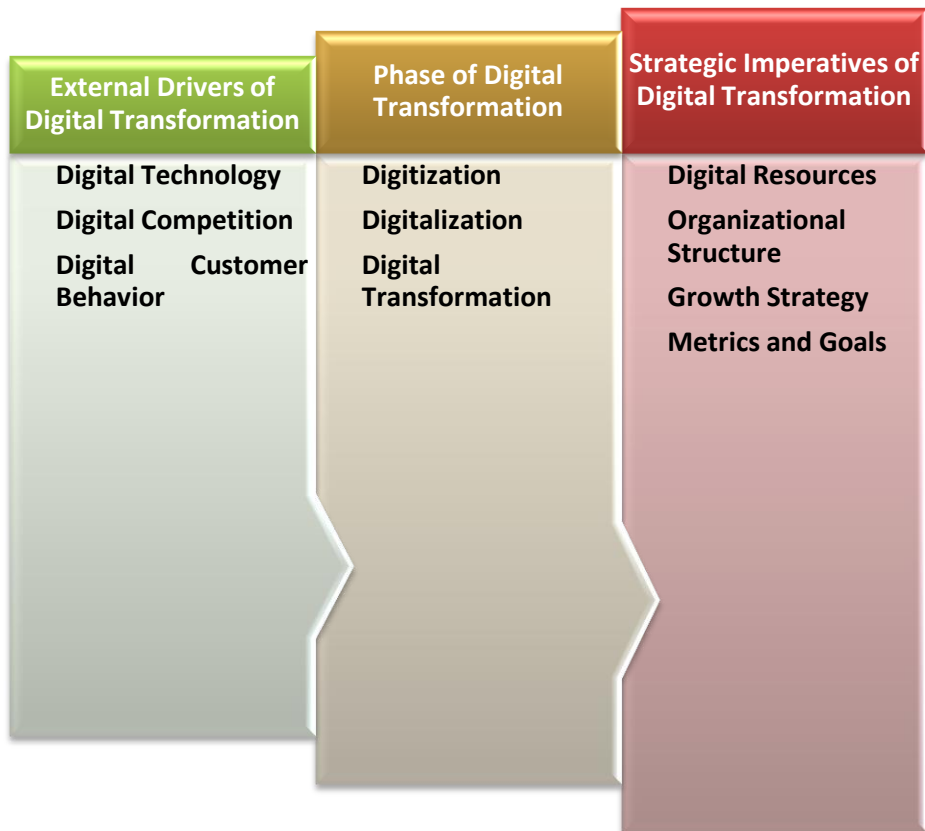 External Drivers of
Digital Transformation
Digital Technology
Digital Competition
Digital Customer
Behavior
Phase of Digital
Transformation
Digitization
Digitalization
Digital
Transformation
Strategic Imperatives of
Digital Transformation
Digital Resources
Organizational
Structure
Growth Strategy
Metrics and Goals